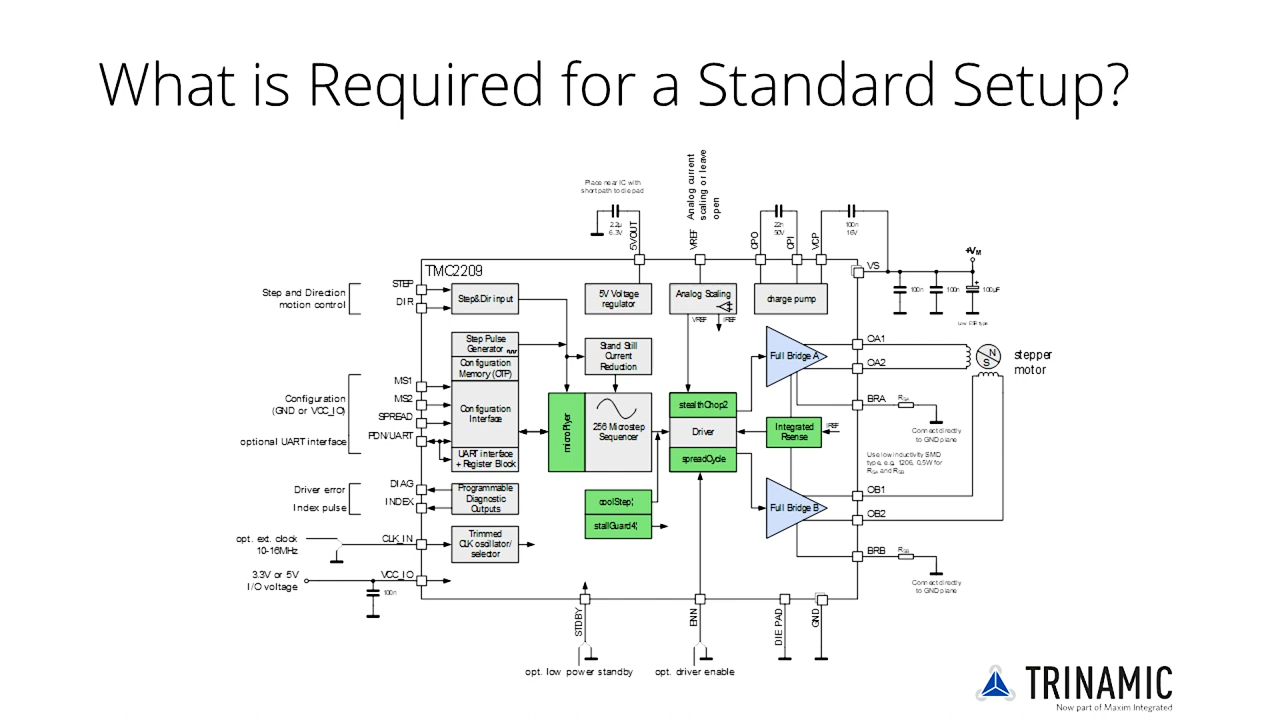 What is Required for a Standard Setup?
Place near IC with
short path to die pad
2.2µ
6.3V
5VOUT
Analog current
scaling or leave
open
VREF
22n
50V
CPO
CPI
100n
16V
VCP
+VM
VS
100n
100n
100µF
Low ESR type
TMC2209
Step and Direction
motion control
STEP
DIR
Step&Dir input
5V Voltage
regulator
Analog Scaling
VREF
IREF
charge pump
Step Pulse
Generator
Configuration
Memory (OTP)
Stand Still
Current
Reduction
Full Bridge A
OA1
OA2
N
S
stepper
motor
Configuration
(GND or VCC_IO)
optional UART interface
MS1
MS2
SPREAD
PDN/UART
Configuration
Interface
UART interface
+ Register Block
microPlyer
256 Microstep
Sequencer
stealthChop2
Driver
spreadCycle
Integrated
Rsense
IREF
BRA
RSA
Connect directly
to GND plane
Use low inductivity SMD
type, e.g. 1206, 0.5W for
RSA and RSB
Driver error
Index pulse
DIAG
INDEX
Programmable
Diagnostic
Outputs
coolStep
stallGuard4
Full Bridge B
OB1
OB2
opt. ext. clock
10-16MHz
CLK_IN
Trimmed
CLK oscillator/
selector
BRB
RSB
Connect directly
to GND plane
3.3V or 5V
I/O voltage
VCC_IO
100n
STDBY
ENN
DIE PAD
GND
opt. low power standby
opt. driver enable
TRINAMIC
Now part of Maxim Integrated